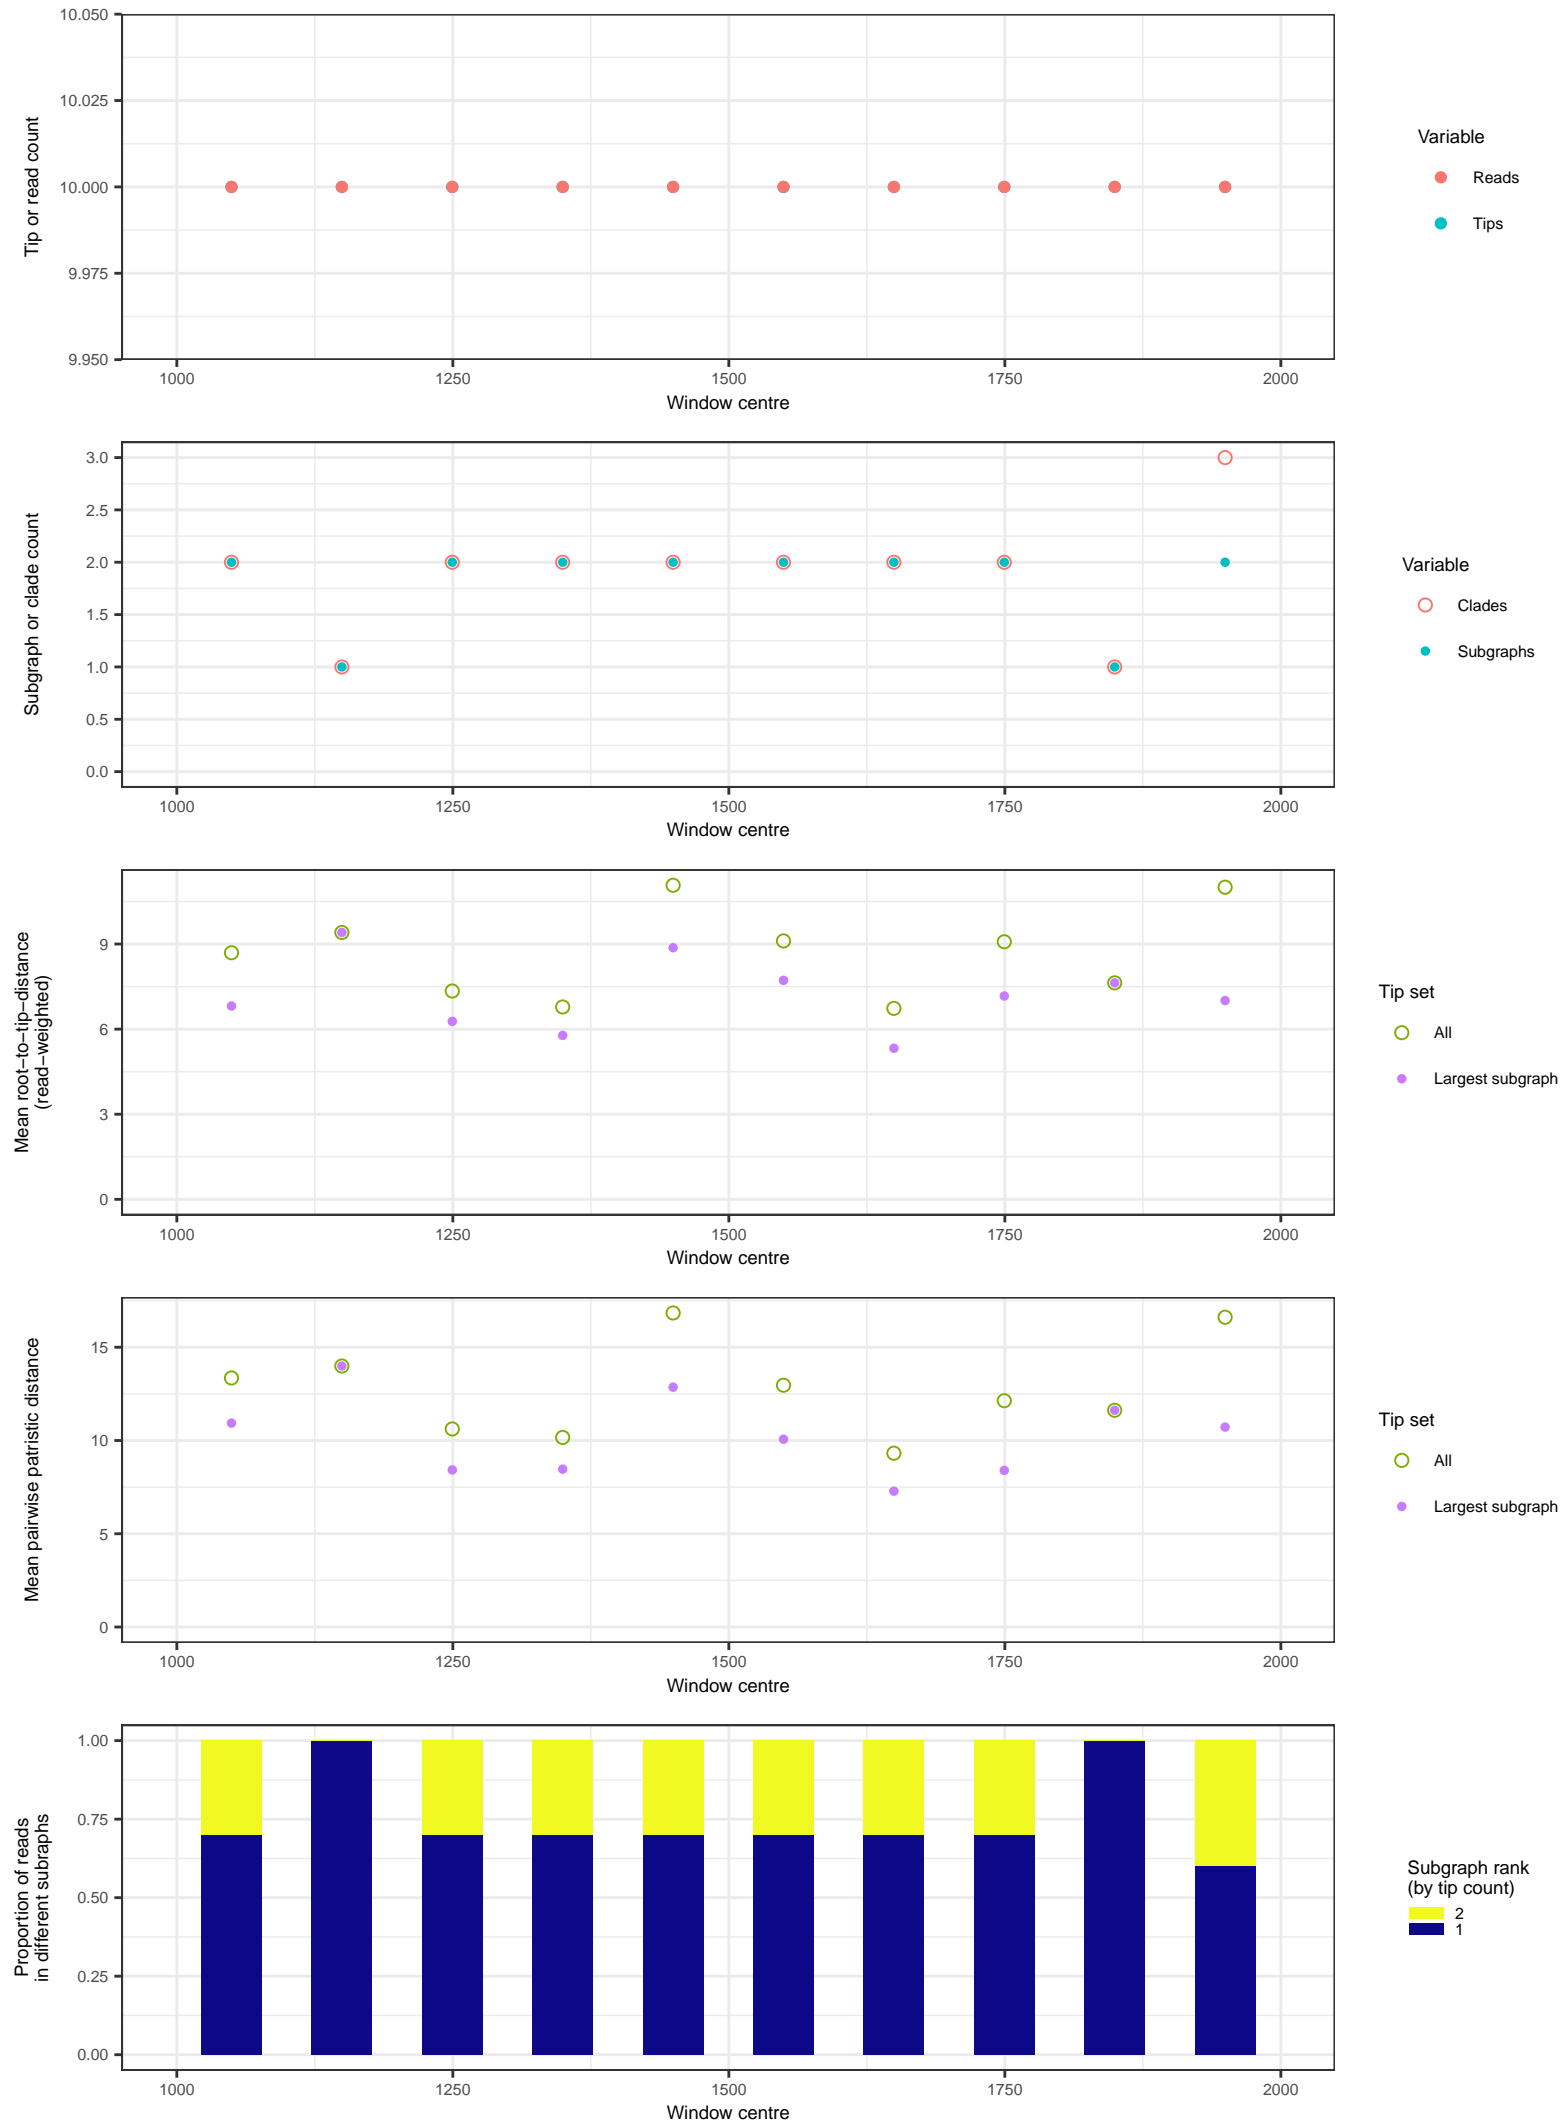 10.050
10.025
10.000
9.975
9.950
Tip or read count
1000 1250 1500 1750 2000
Window centre
Variable
Reads
Tips
3.0
2.5
2.0
1.5
1.0
0.5
0.0
Subgraph or clade count
1000 1250 1500 1750 2000
Window centre
Variable
Clades
Subgraphs
9
6
3
0
Mean root−to−tip−distance
(read−weighted)
1000 1250 1500 1750 2000
Window centre
Tip set
All
Largest subgraph
15
10
5
0
Mean pairwise patristic distance
1000 1250 1500 1750 2000
Window centre
Tip set
All
Largest subgraph
1.00
0.75
0.50
0.25
0.00
Proportion of reads
in different subraphs
1000 1250 1500 1750 2000
Window centre
Subgraph rank
(by tip count)
2
1